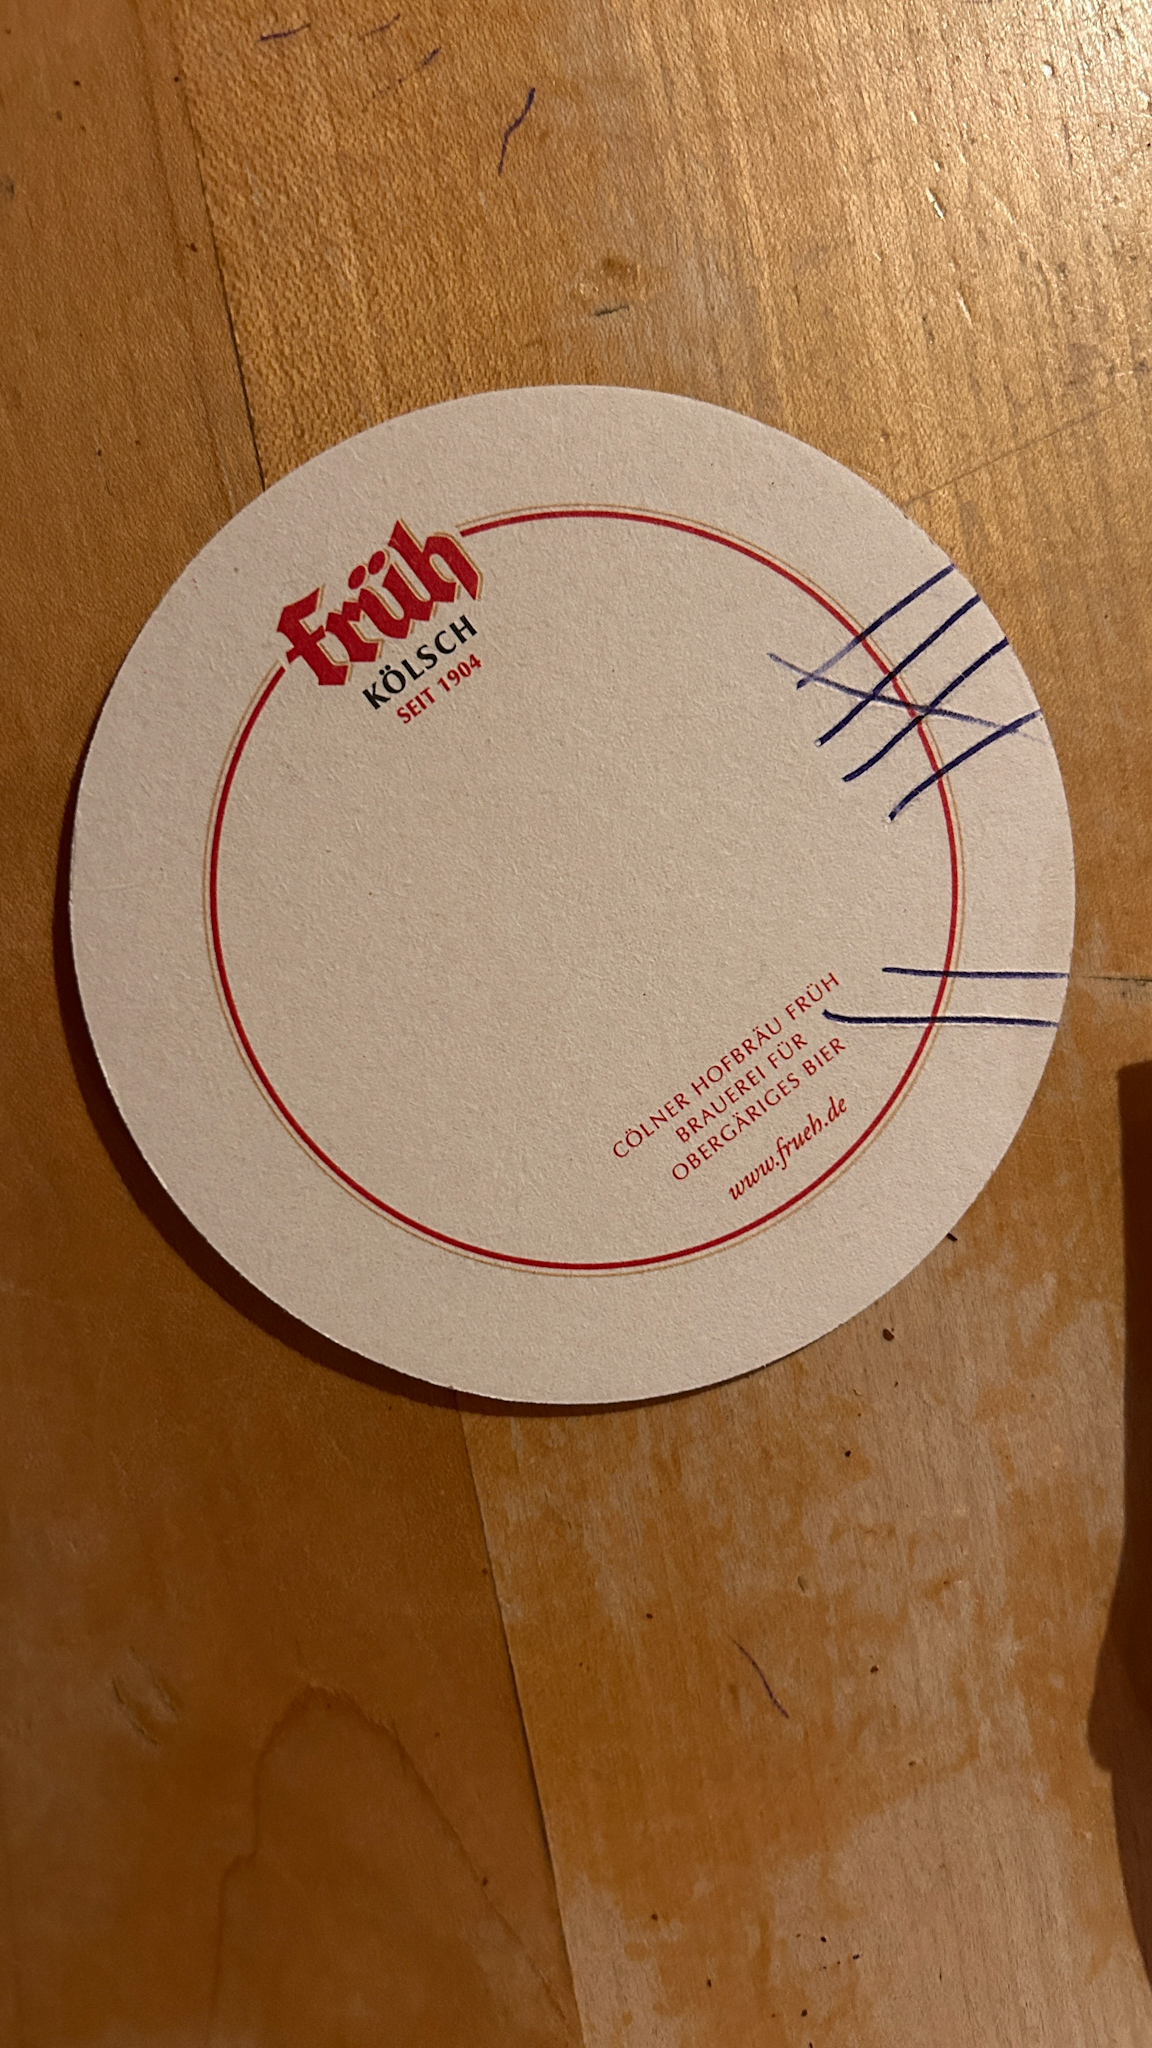 früh
KÖLSCH
SEIT 1904
CÖLNER HOFBRÄU FRÜH
BRAUEREI FÜR
OBERGÄRIGES BIER
www.frueh.de